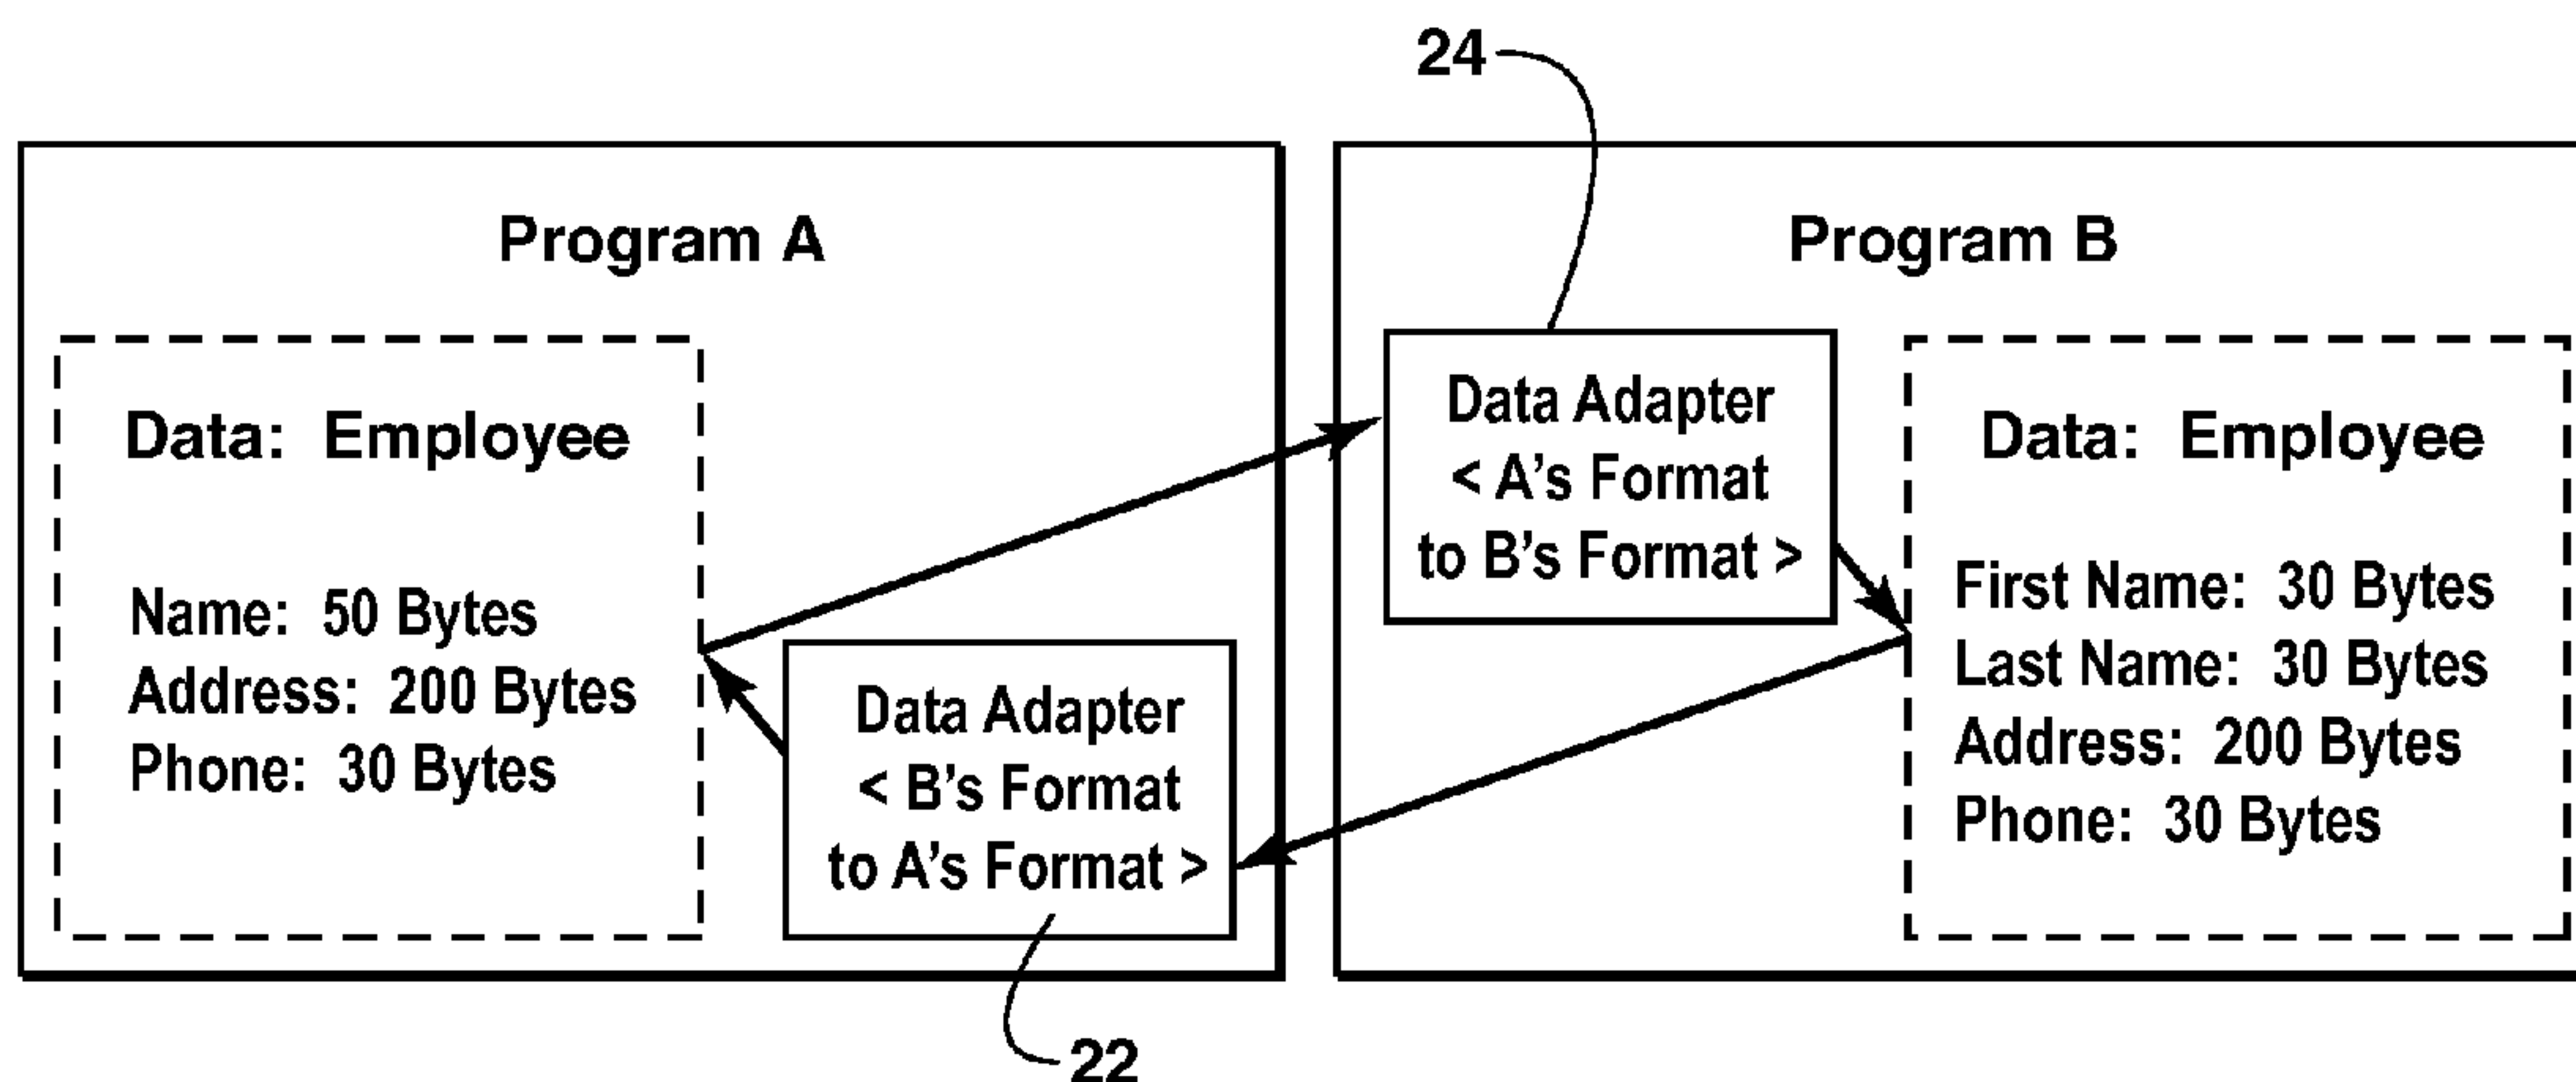 24
Program A
Program B
Data: Employee
Name: 50 Bytes
Address: 200 Bytes
Phone: 30 Bytes
Data Adapter
< B's Format
to A's Format >
Data Adapter
< A's Format
to B's Format >
Data: Employee
First Name: 30 Bytes
Last Name: 30 Bytes
Address: 200 Bytes
Phone: 30 Bytes
22